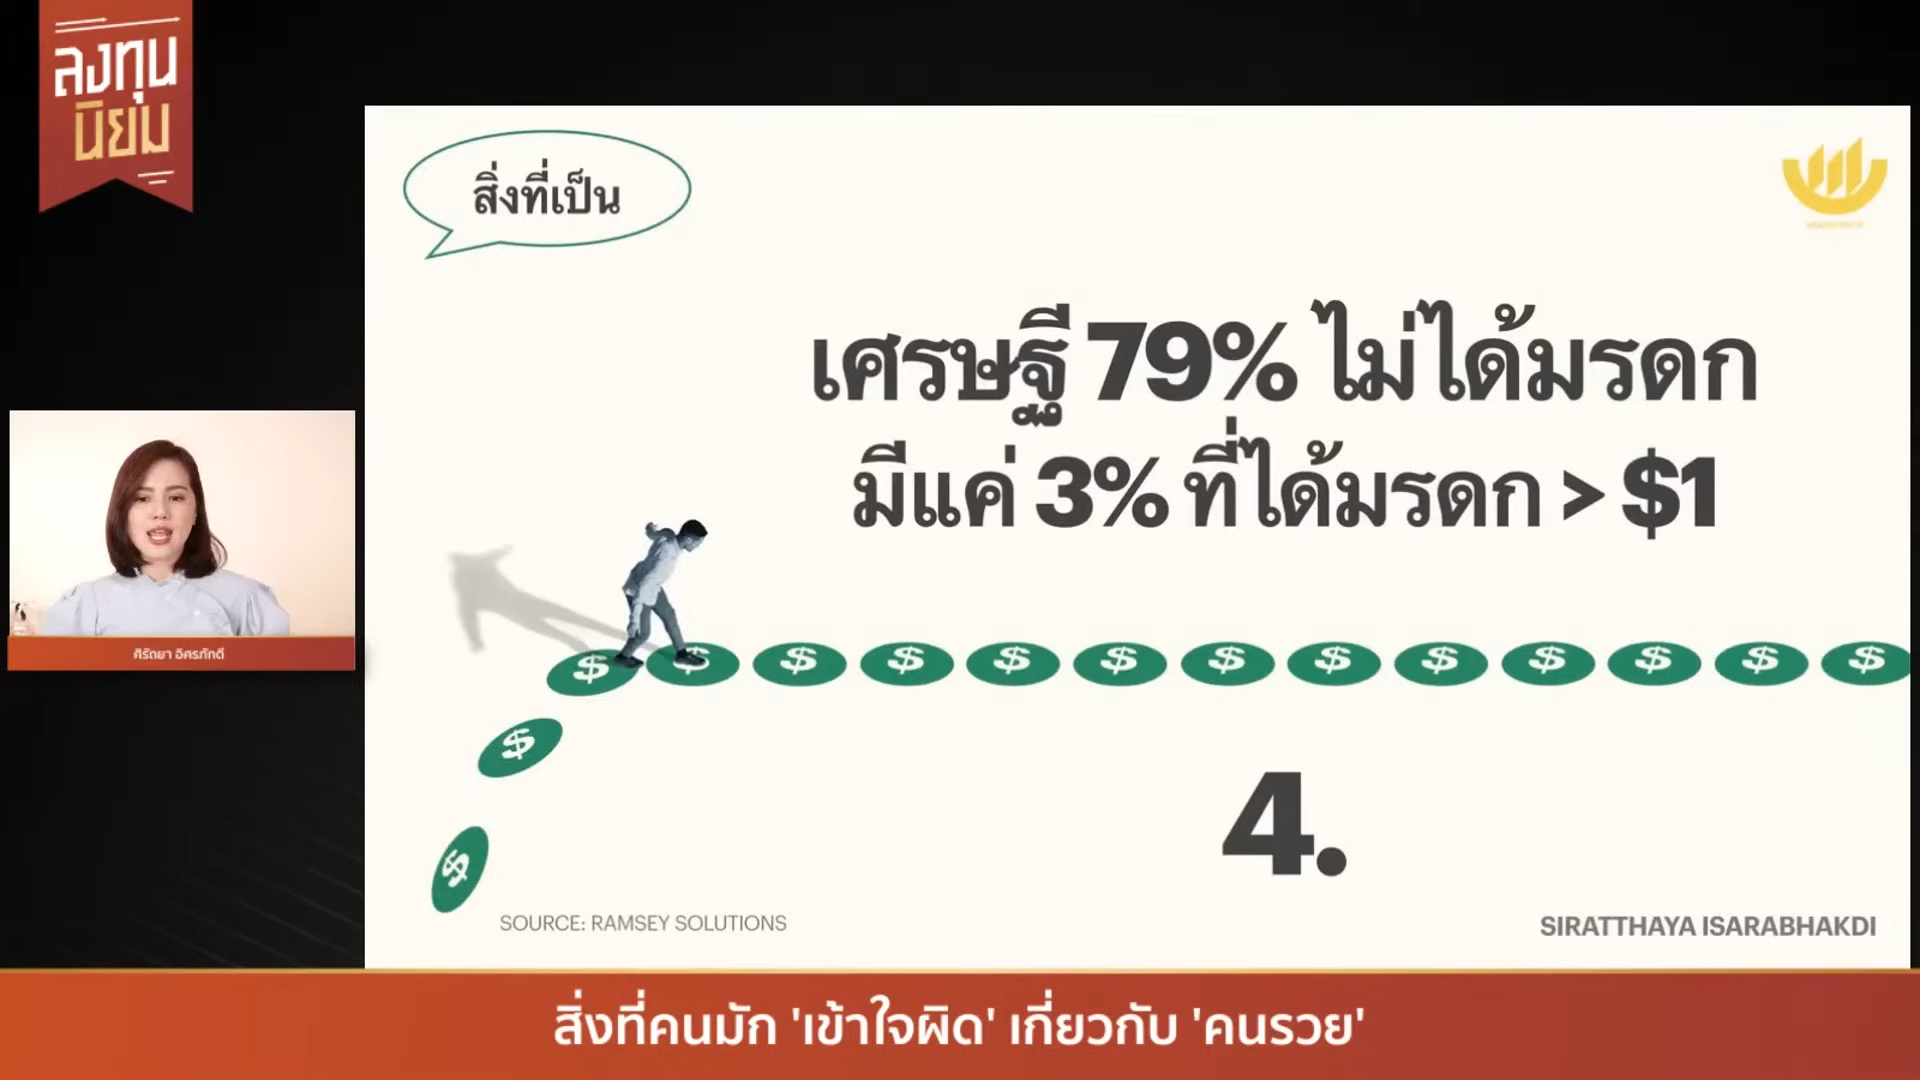 ลงทุน
นิยม
สิ่งที่เป็น
เศรษฐี 79% ไม่ได้มรดก
มีแค่ 3% ที่ได้มรดก > $1
ศิรัถยา อิศรภักดี
$ $ $ $ $ $ $ $ $ $ $ $ $
$
$
4.
SOURCE: RAMSEY SOLUTIONS
SIRATTHAYA ISARABHAKDI
สิ่งที่คนมัก 'เข้าใจผิด' เกี่ยวกับ 'คนรวย'